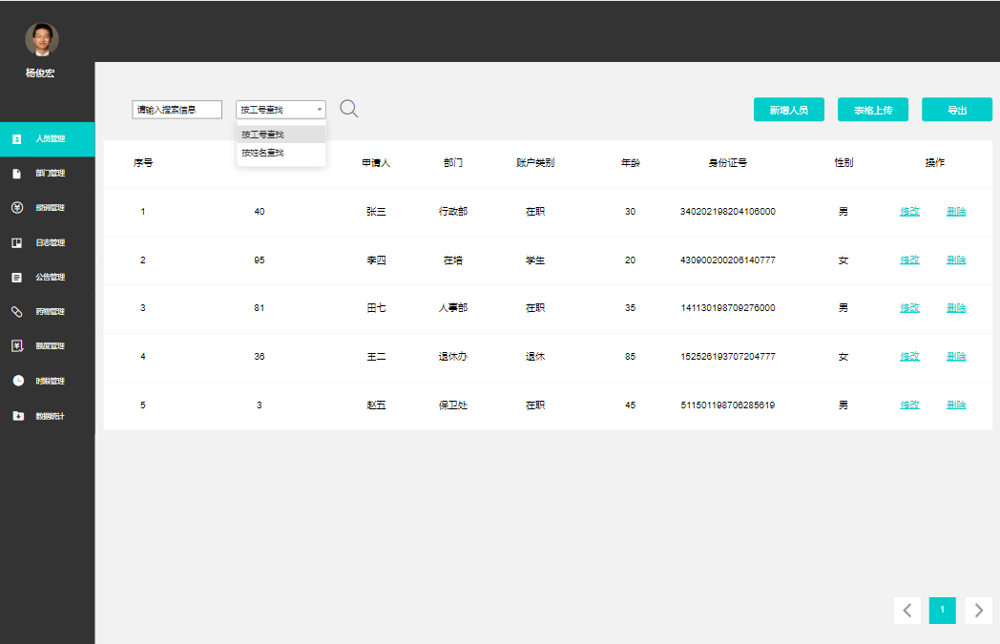 杨俊宏
人员管理
部门管理
报销管理
日志管理
公告管理
药物管理
额度管理
时限管理
数据统计
请输入搜索信息 按工号查找
按工号查找
按姓名查找
新增人员 表格上传 导出
序号 申请人 部门 账户类别 年龄 身份证号 性别 操作
1 40 张三 行政部 在职 30 340202198204106000 男 修改 删除
2 95 李四 在培 学生 20 430900200206140777 女 修改 删除
3 81 田七 人事部 在职 35 141130198709276000 男 修改 删除
4 36 王二 退休办 退休 85 152526193707204777 女 修改 删除
5 3 赵五 保卫处 在职 45 511501198706285619 男 修改 删除
1